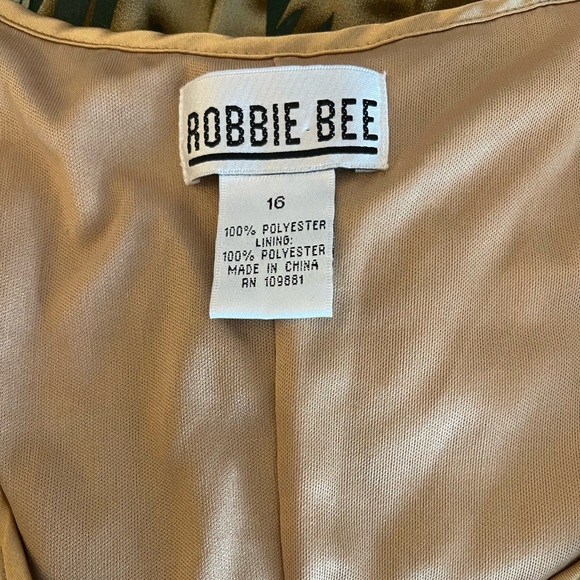 ROBBIE BEE
16
100% POLYESTER
LINING:
100% POLYESTER
MADE IN CHINA
RN 109881